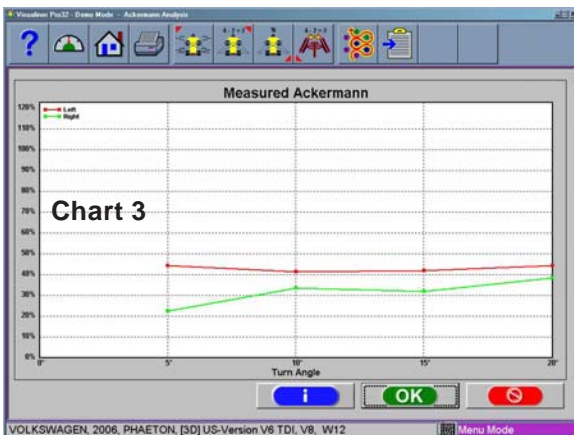 Visualiner Pro32 - Demo Mode - Ackermann Analysis
Measured Ackermann
Left
Right
120%
110%
100%
90%
80%
70%
60%
50%
40%
30%
20%
10%
0%
Chart 3
0° 5° 10° 15° 20°
Turn Angle
i OK
VOLKSWAGEN, 2006, PHAETON, [3D] US-Version V6 TDI, V8, W12 Menu Mode